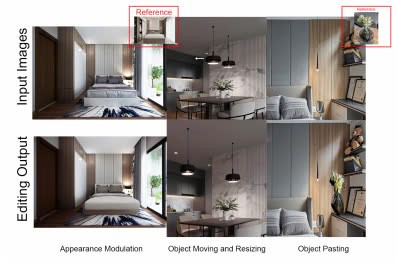 Reference
Reference
Input Images
Editing Output
Appearance Modulation
Object Moving and Resizing
Object Pasting